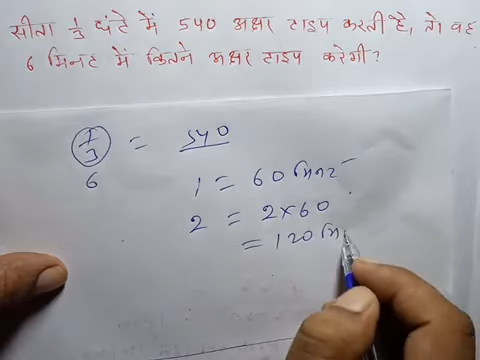 सीता 1/3 घंटे में 540 अक्षर टाइप करती है, तो वह
6 मिनट में कितने अक्षर टाइप करेगी?
1/3 = 540
6
1 = 60 मिनट
2 = 2×60
= 120 मि